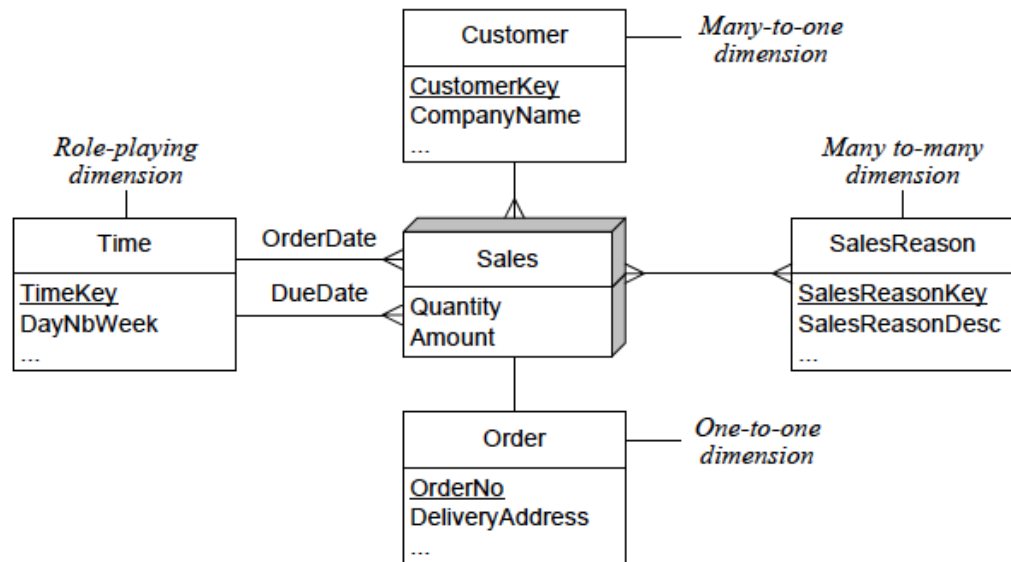 Customer
CustomerKey
CompanyName
...
Many-to-one
dimension
Role-playing
dimension
Many to-many
dimension
Time
TimeKey
DayNbWeek
...
OrderDate
DueDate
Sales
Quantity
Amount
SalesReason
SalesReasonKey
SalesReasonDesc
...
Order
OrderNo
DeliveryAddress
...
One-to-one
dimension